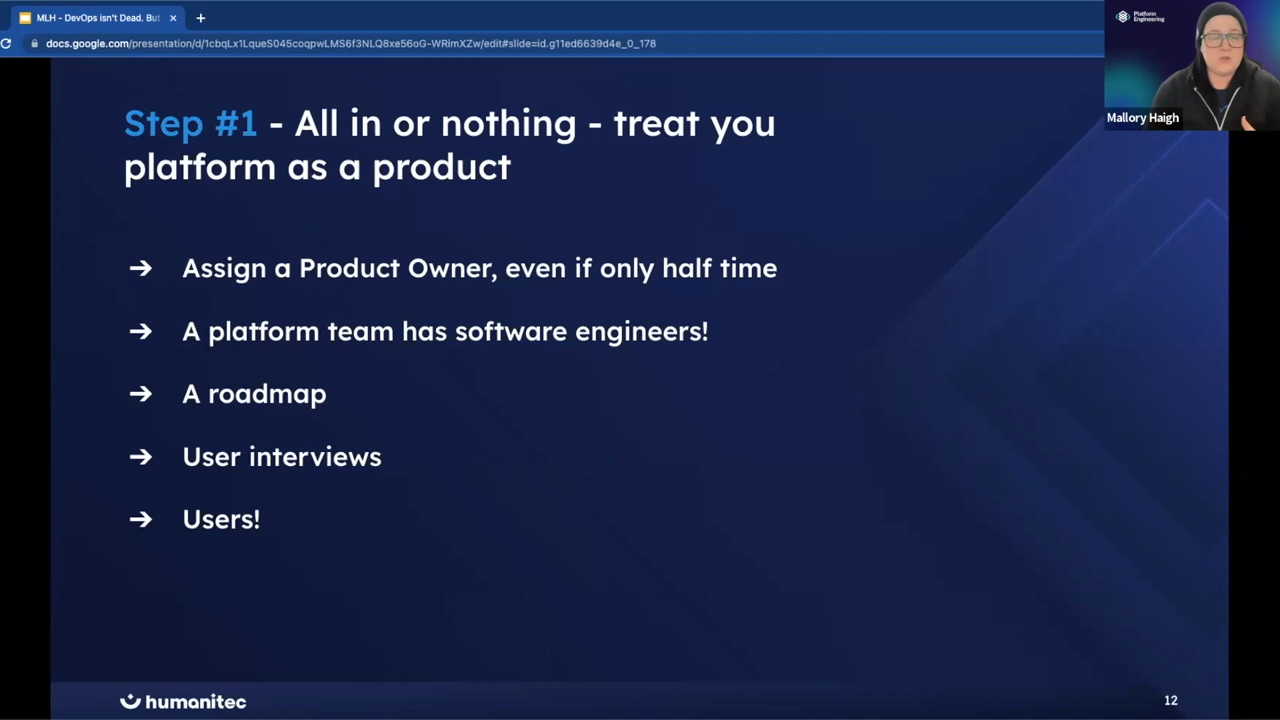 MLH - DevOps isn't Dead. But
docs.google.com/presentation/d/1cbqLx1LqueS045coqpwLMS6f3NLQ8xe56oG-WRimXZw/edit#slide=id.g11ed6639d4e_0_178
Platform
Engineering
Mallory Haigh
Step #1 - All in or nothing - treat you
platform as a product
➔ Assign a Product Owner, even if only half time
➔ A platform team has software engineers!
➔ A roadmap
➔ User interviews
➔ Users!
humanitec
12